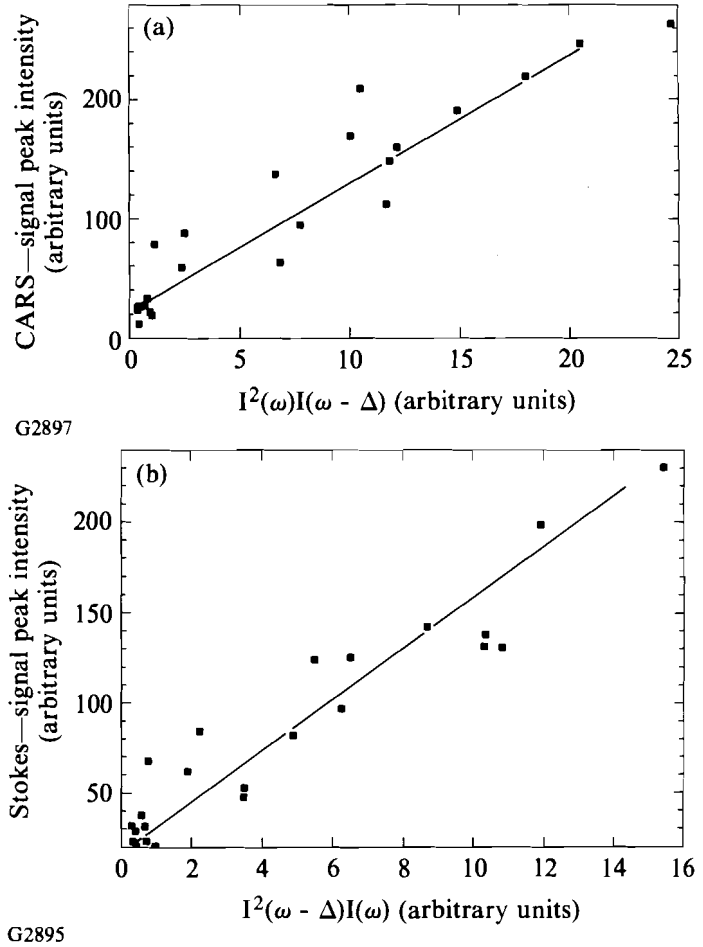 (a)
CARS—signal peak intensity
(arbitrary units)
200
100
0
0 5 10 15 20 25
I²(ω)I(ω - Δ) (arbitrary units)
G2897
(b)
Stokes—signal peak intensity
(arbitrary units)
200
150
100
50
0 2 4 6 8 10 12 14 16
I²(ω - Δ)I(ω) (arbitrary units)
G2895